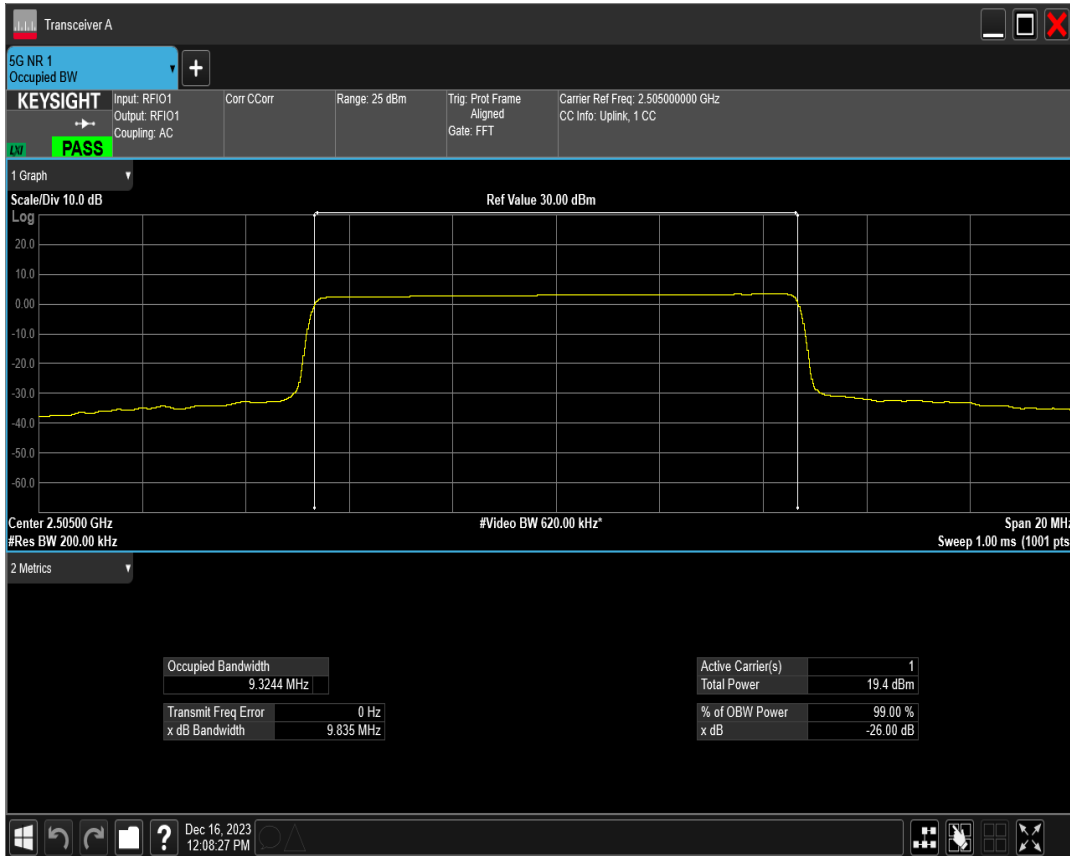 Transceiver A
5G NR 1
Occupied BW
+
KEYSIGHT
LXI
PASS
Input: RFIO1
Output: RFIO1
Coupling: AC
Corr CCorr
Range: 25 dBm
Trig: Prot Frame
Aligned
Gate: FFT
Carrier Ref Freq: 2.505000000 GHz
CC Info: Uplink, 1 CC
1 Graph
Scale/Div 10.0 dB
Ref Value 30.00 dBm
Log
20.0
10.0
0.00
-10.0
-20.0
-30.0
-40.0
-50.0
-60.0
Center 2.50500 GHz
#Video BW 620.00 kHz*
Span 20 MHz
#Res BW 200.00 kHz
Sweep 1.00 ms (1001 pts
2 Metrics
Occupied Bandwidth
9.3244 MHz
Transmit Freq Error 0 Hz
x dB Bandwidth 9.835 MHz
Active Carrier(s) 1
Total Power 19.4 dBm
% of OBW Power 99.00 %
x dB -26.00 dB
?
Dec 16, 2023
12:08:27 PM